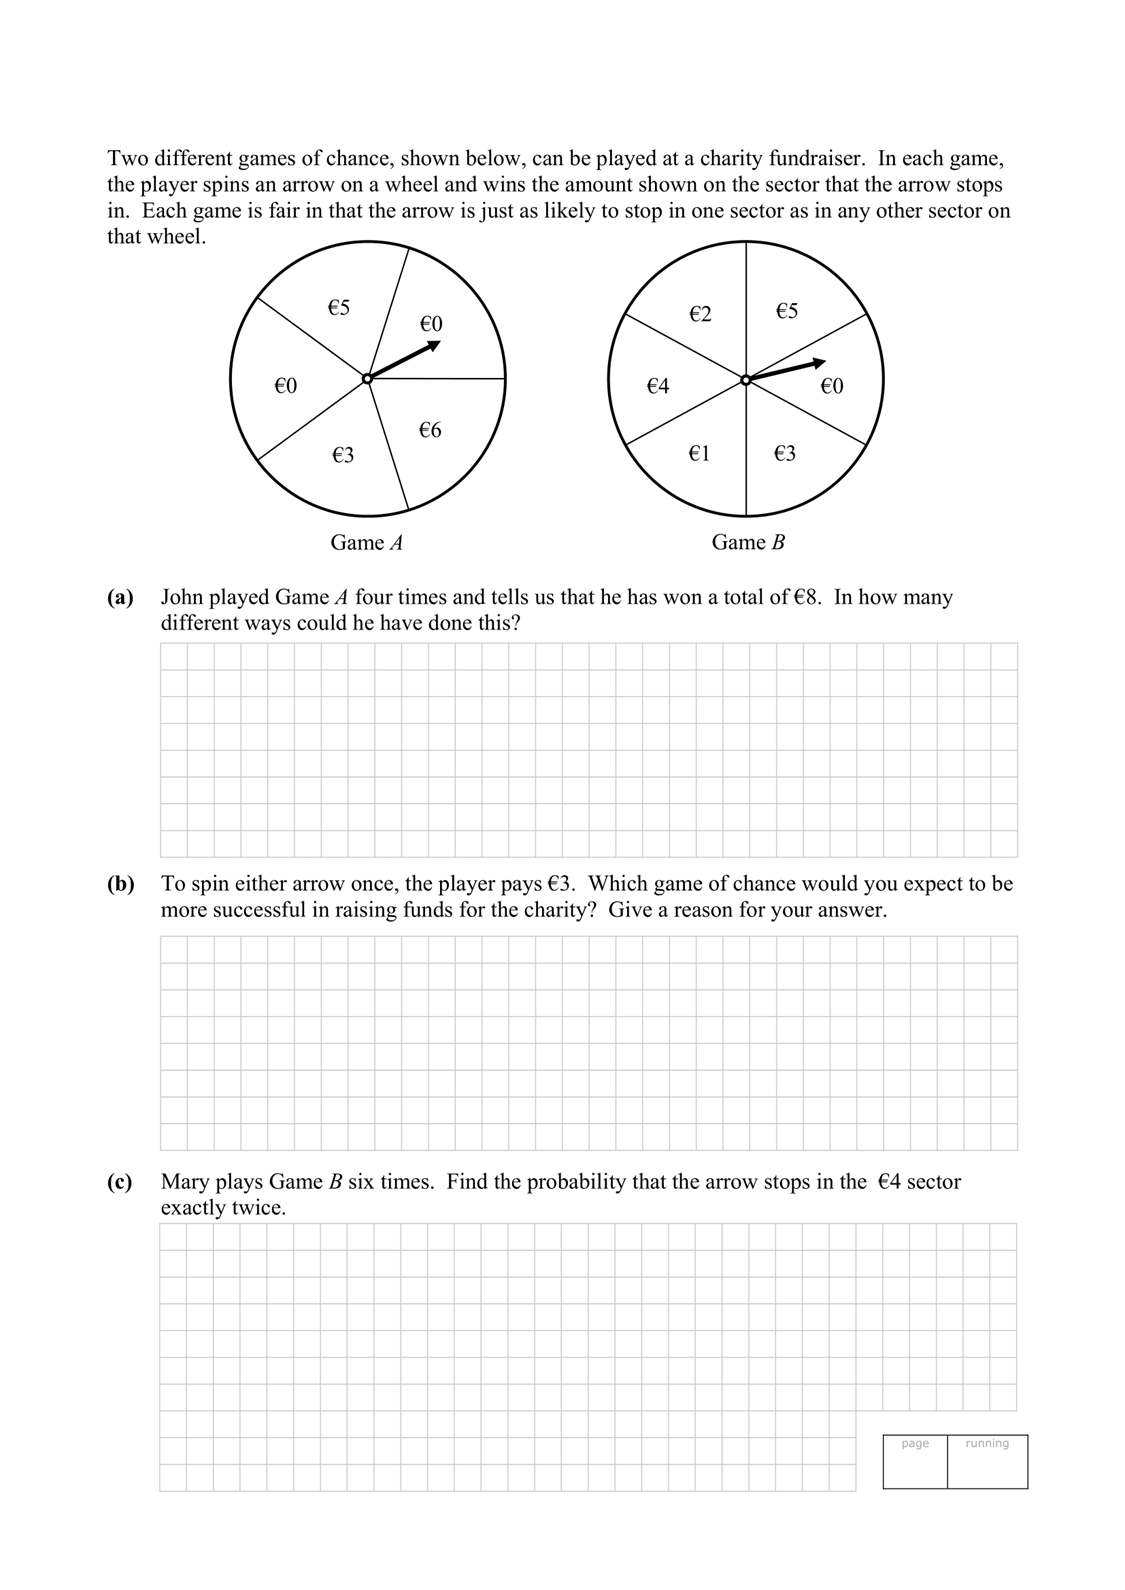 Two different games of chance, shown below, can be played at a charity fundraiser. In each game,
the player spins an arrow on a wheel and wins the amount shown on the sector that the arrow stops
in. Each game is fair in that the arrow is just as likely to stop in one sector as in any other sector on
that wheel.
€5
€0
€0
€6
€3
Game A
€2
€5
€4
€0
€1
€3
Game B
(a) John played Game A four times and tells us that he has won a total of €8. In how many
different ways could he have done this?
(b) To spin either arrow once, the player pays €3. Which game of chance would you expect to be
more successful in raising funds for the charity? Give a reason for your answer.
(c) Mary plays Game B six times. Find the probability that the arrow stops in the €4 sector
exactly twice.
page running